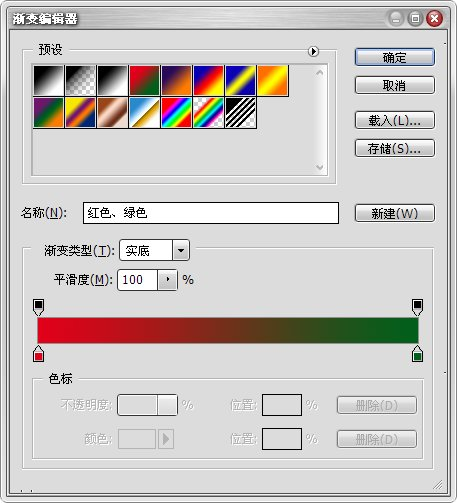 渐变编辑器
预设
确定
取消
载入(L)...
存储(S)...
名称(N): 红色、绿色 新建(W)
渐变类型(T): 实底
平滑度(M): 100 %
色标
不透明度: % 位置: % 删除(D)
颜色: 位置: % 删除(D)